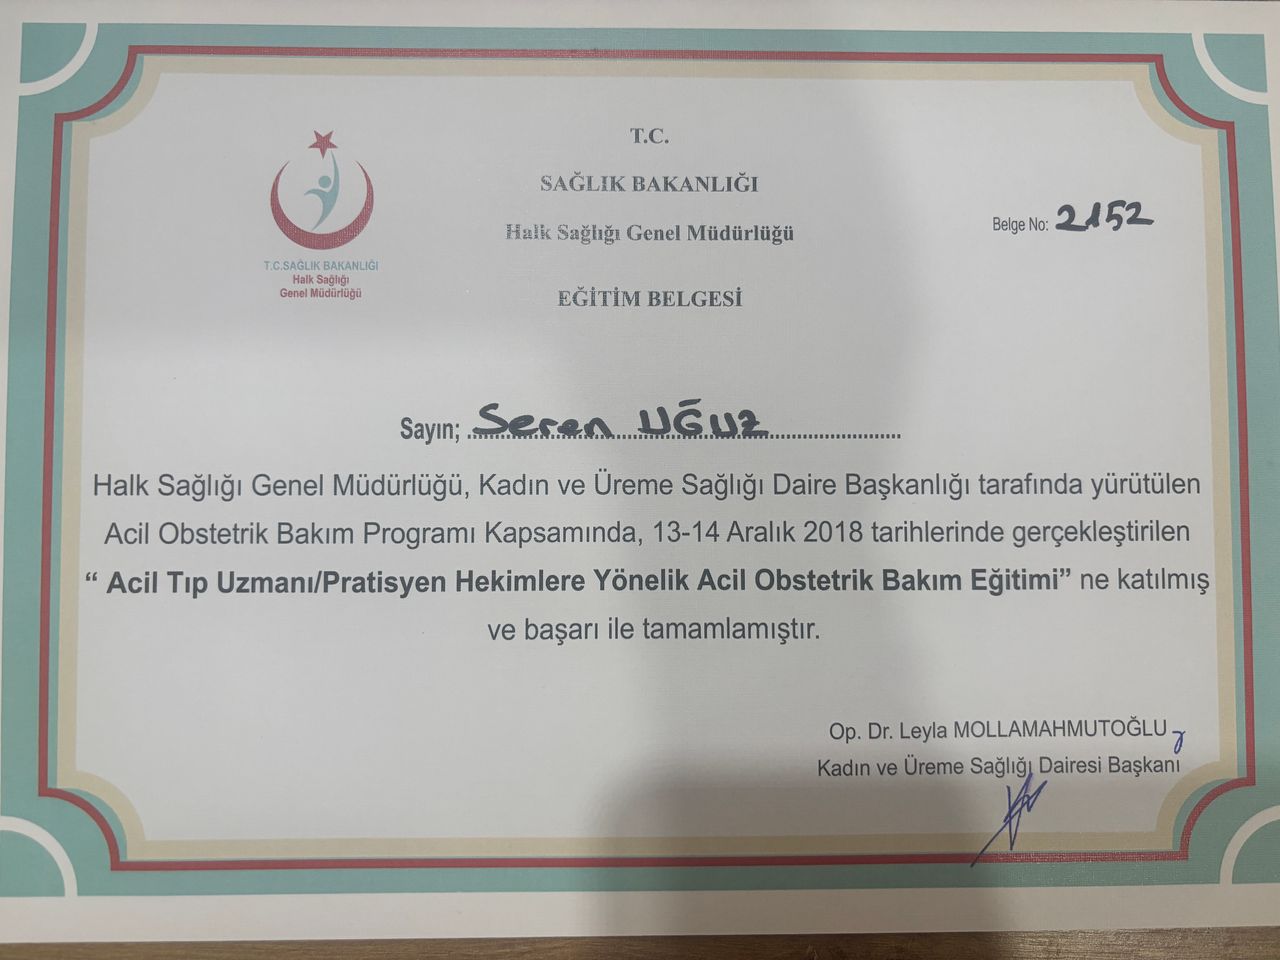 T.C.
SAĞLIK BAKANLIĞI
Halk Sağlığı Genel Müdürlüğü
Belge No: 2152
T.C.SAĞLIK BAKANLIĞI
Halk Sağlığı
Genel Müdürlüğü
EĞİTİM BELGESİ
Sayın; Seren UĞUZ
Halk Sağlığı Genel Müdürlüğü, Kadın ve Üreme Sağlığı Daire Başkanlığı tarafında yürütülen
Acil Obstetrik Bakım Programı Kapsamında, 13-14 Aralık 2018 tarihlerinde gerçekleştirilen
“ Acil Tıp Uzmanı/Pratisyen Hekimlere Yönelik Acil Obstetrik Bakım Eğitimi” ne katılmış
ve başarı ile tamamlamıştır.
Op. Dr. Leyla MOLLAMAHMUTOĞLU
Kadın ve Üreme Sağlığı Dairesi Başkanı